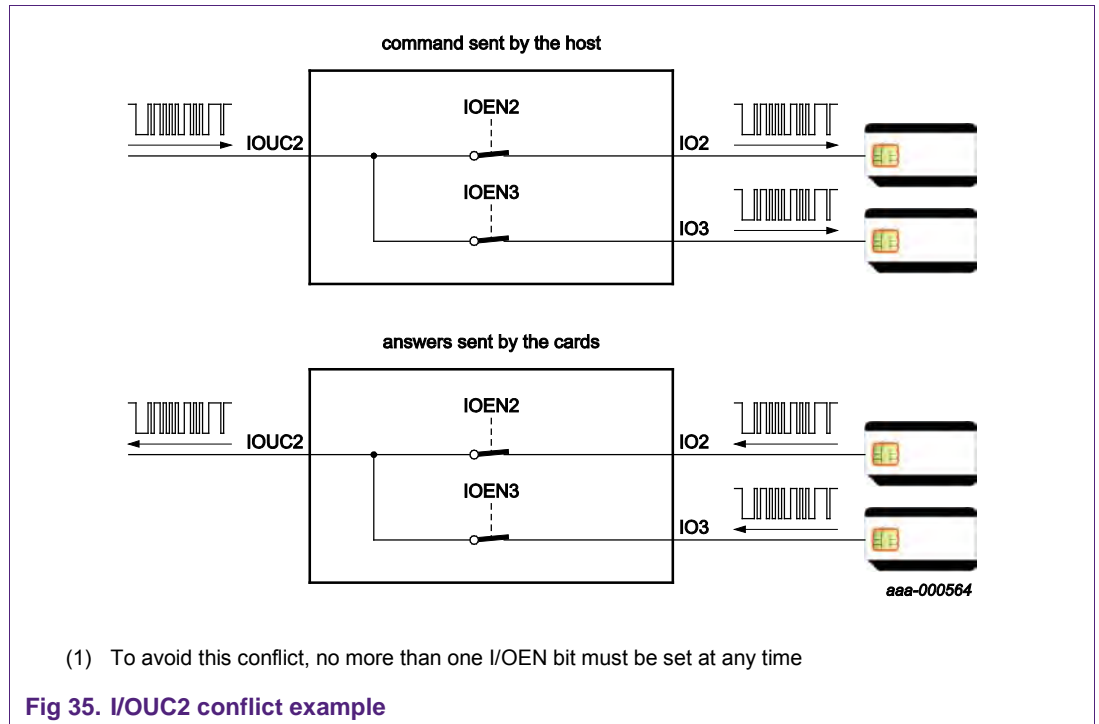 command sent by the host
IOEN2
IOUC2
IO2
IOEN3
IO3
answers sent by the cards
IOEN2
IOUC2
IO2
IOEN3
IO3
aaa-000564
(1) To avoid this conflict, no more than one I/OEN bit must be set at any time
Fig 35. I/OUC2 conflict example